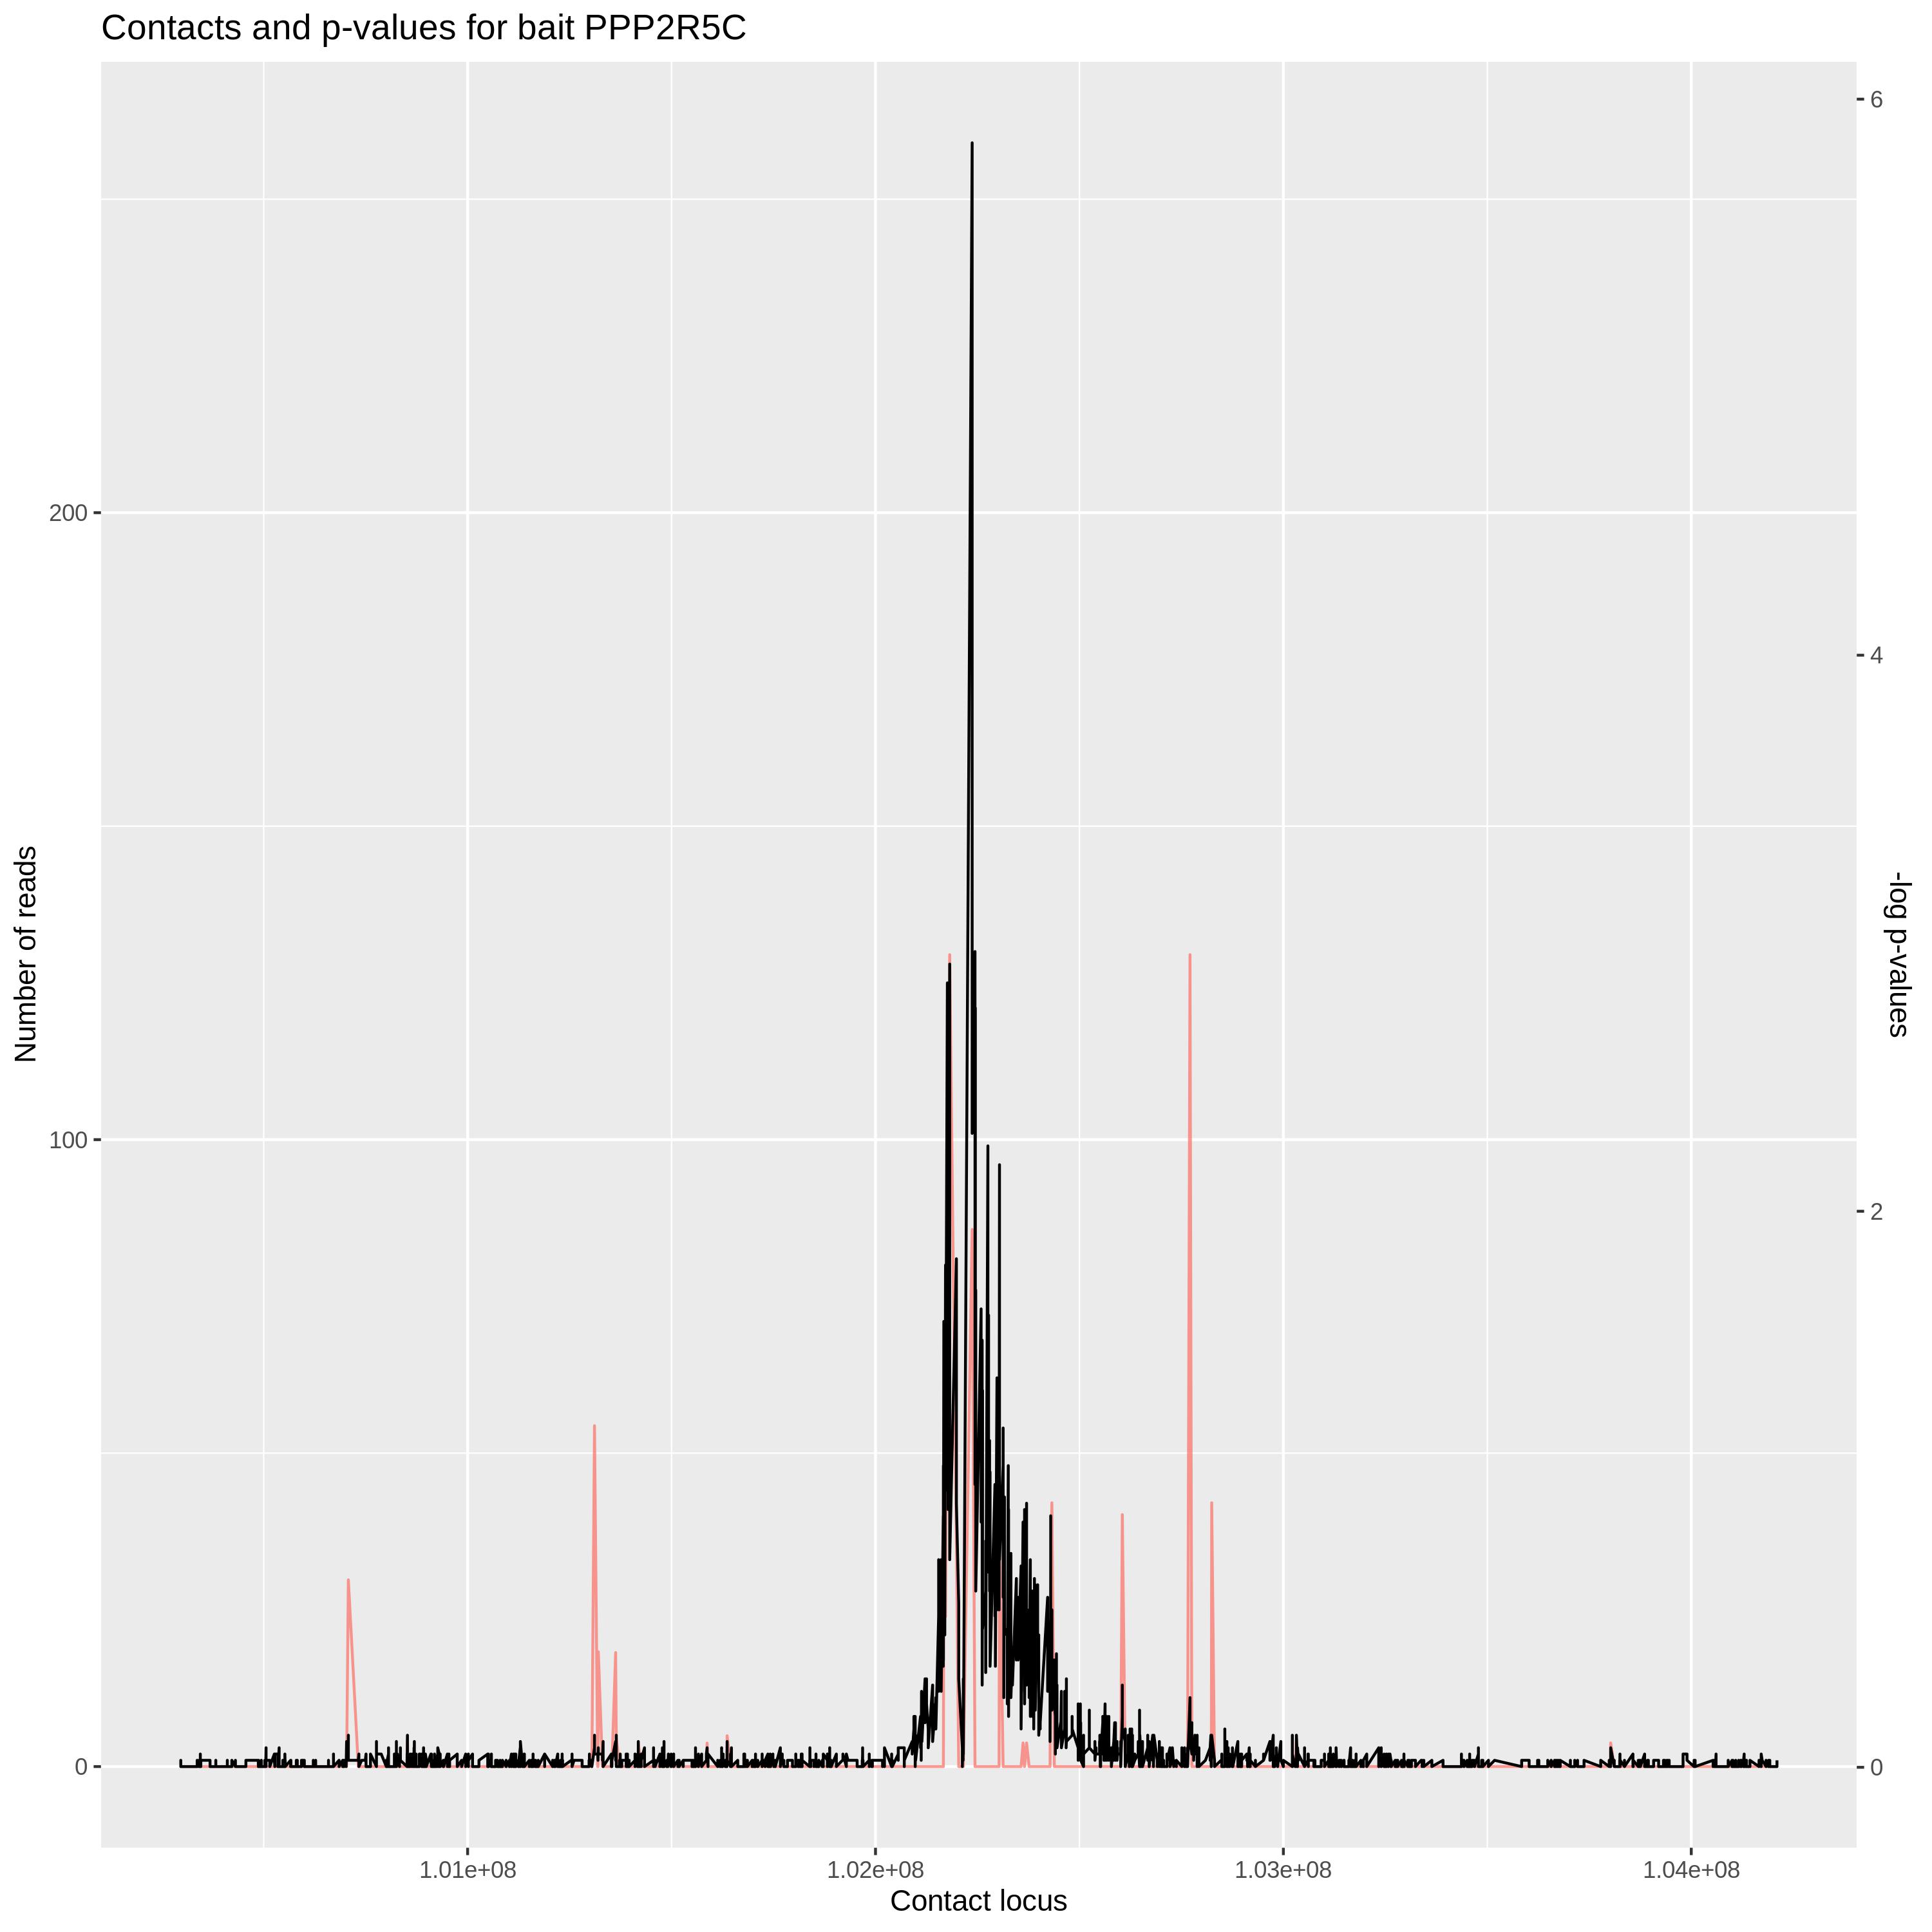 Contacts and p-values for bait PPP2R5C
Number of reads
200
100
0
6
4
2
0
-log p-values
1.01e+08
1.02e+08
1.03e+08
1.04e+08
Contact locus